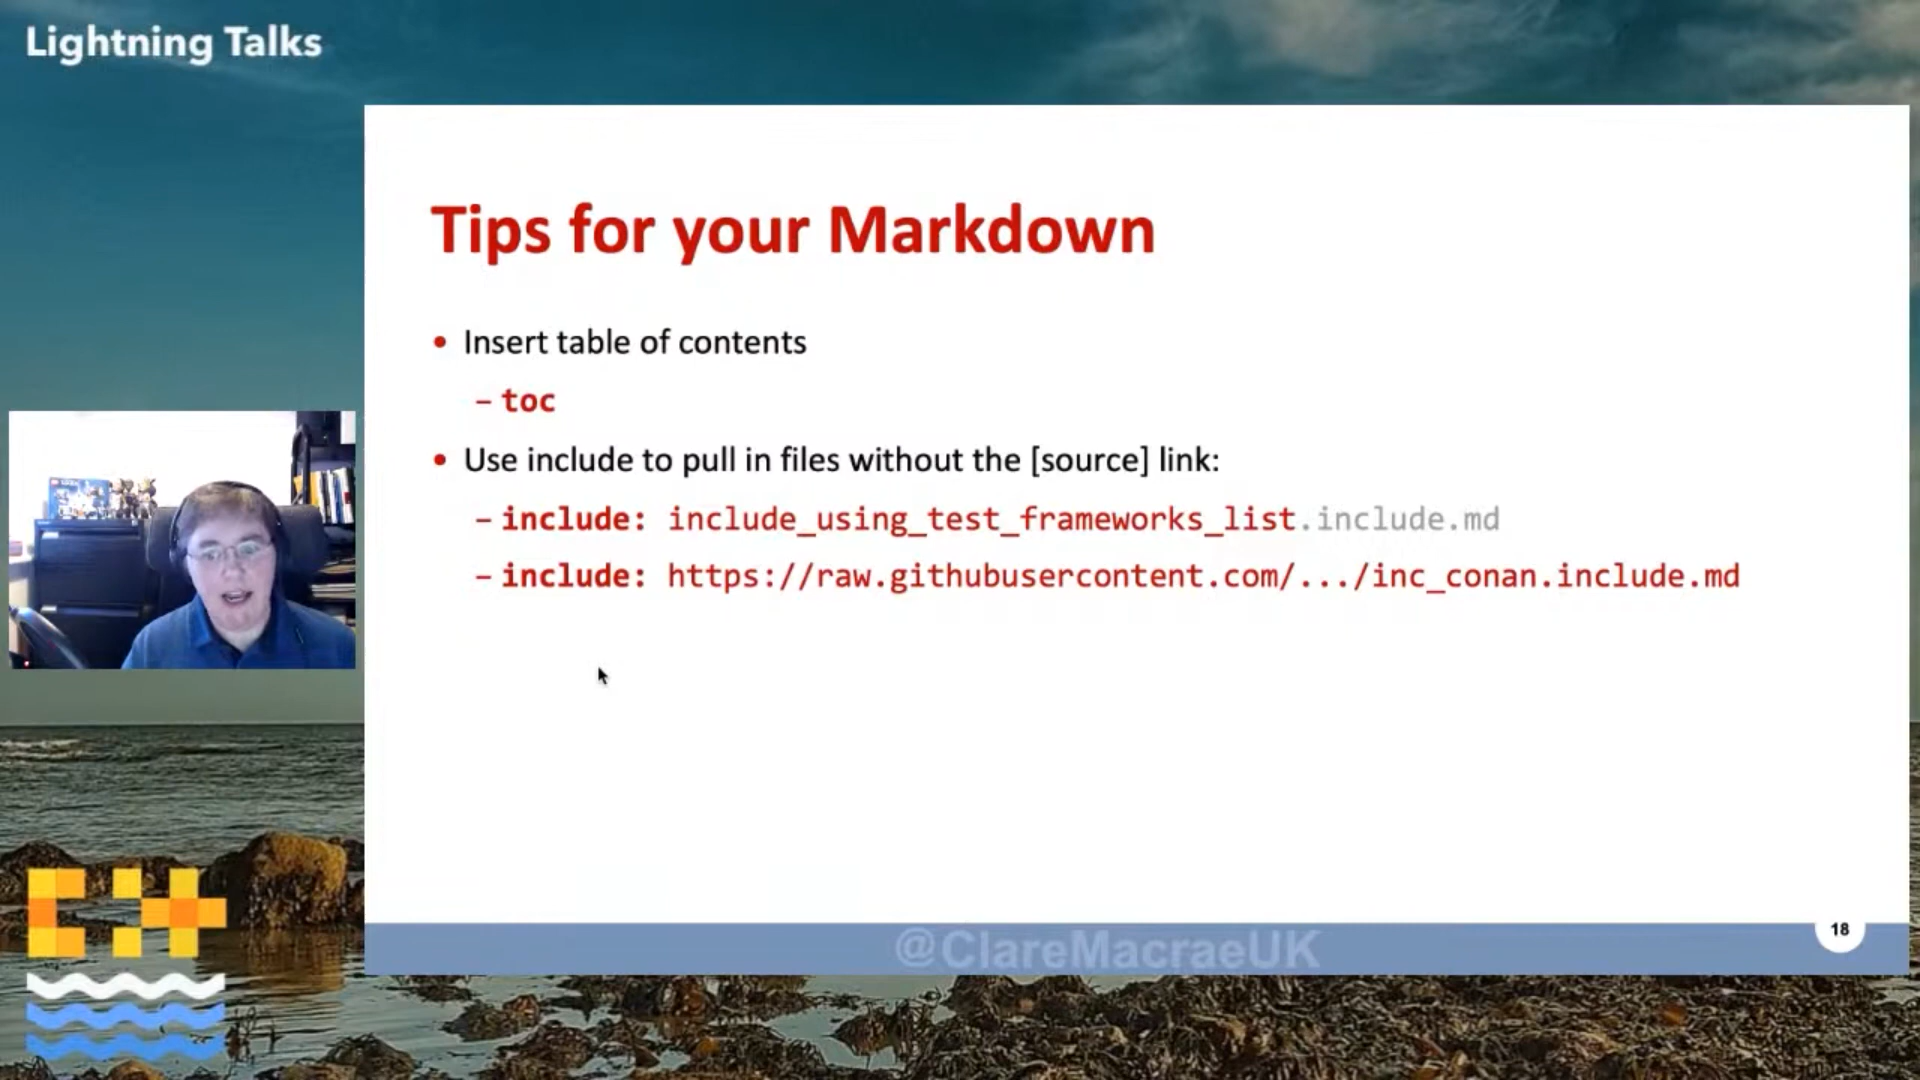 Lightning Talks
Tips for your Markdown
• Insert table of contents
– toc
• Use include to pull in files without the [source] link:
– include: include_using_test_frameworks_list.include.md
– include: https://raw.githubusercontent.com/.../inc_conan.include.md
@ClareMacraeUK
18